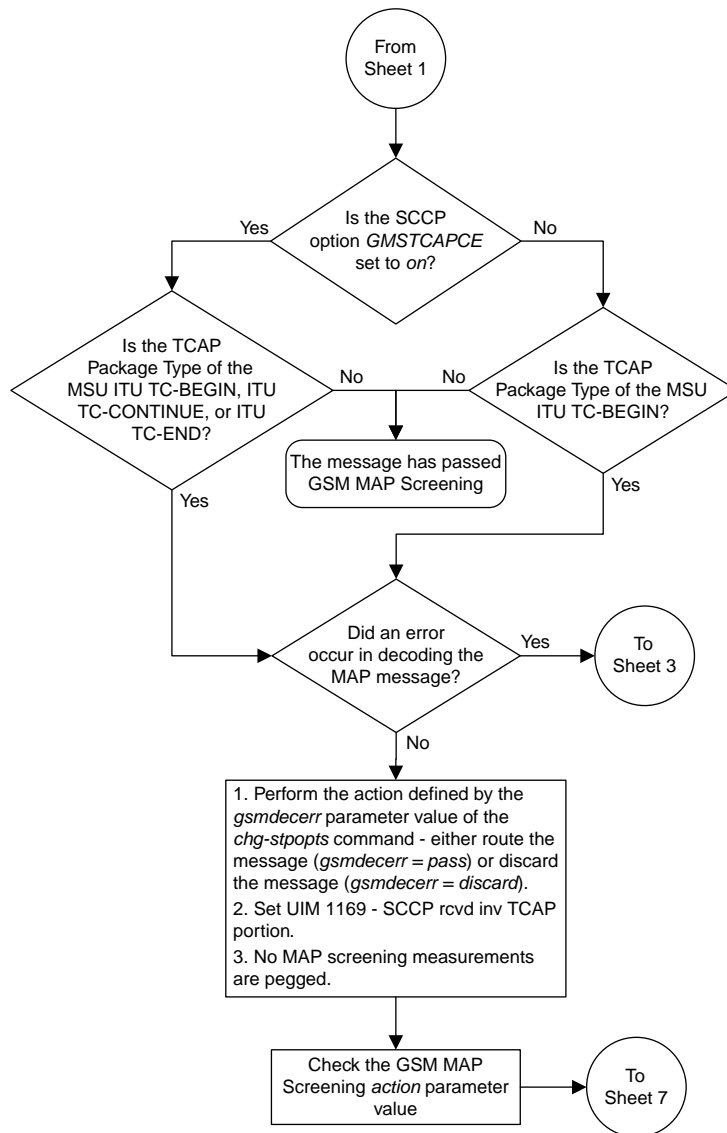 From
Sheet 1
Is the SCCP
option GMSTCAPCE
set to on?
Yes
No
Is the TCAP
Package Type of the
MSU ITU TC-BEGIN, ITU
TC-CONTINUE, or ITU
TC-END?
No
No
Is the TCAP
Package Type of the MSU
ITU TC-BEGIN?
The message has passed
GSM MAP Screening
Yes
Yes
Did an error
occur in decoding the
MAP message?
Yes
To
Sheet 3
No
1. Perform the action defined by the
gsmdecerr parameter value of the
chg-stpopts command - either route the
message (gsmdecerr = pass) or discard
the message (gsmdecerr = discard).
2. Set UIM 1169 - SCCP rcvd inv TCAP
portion.
3. No MAP screening measurements
are pegged.
Check the GSM MAP
Screening action parameter
value
To
Sheet 7